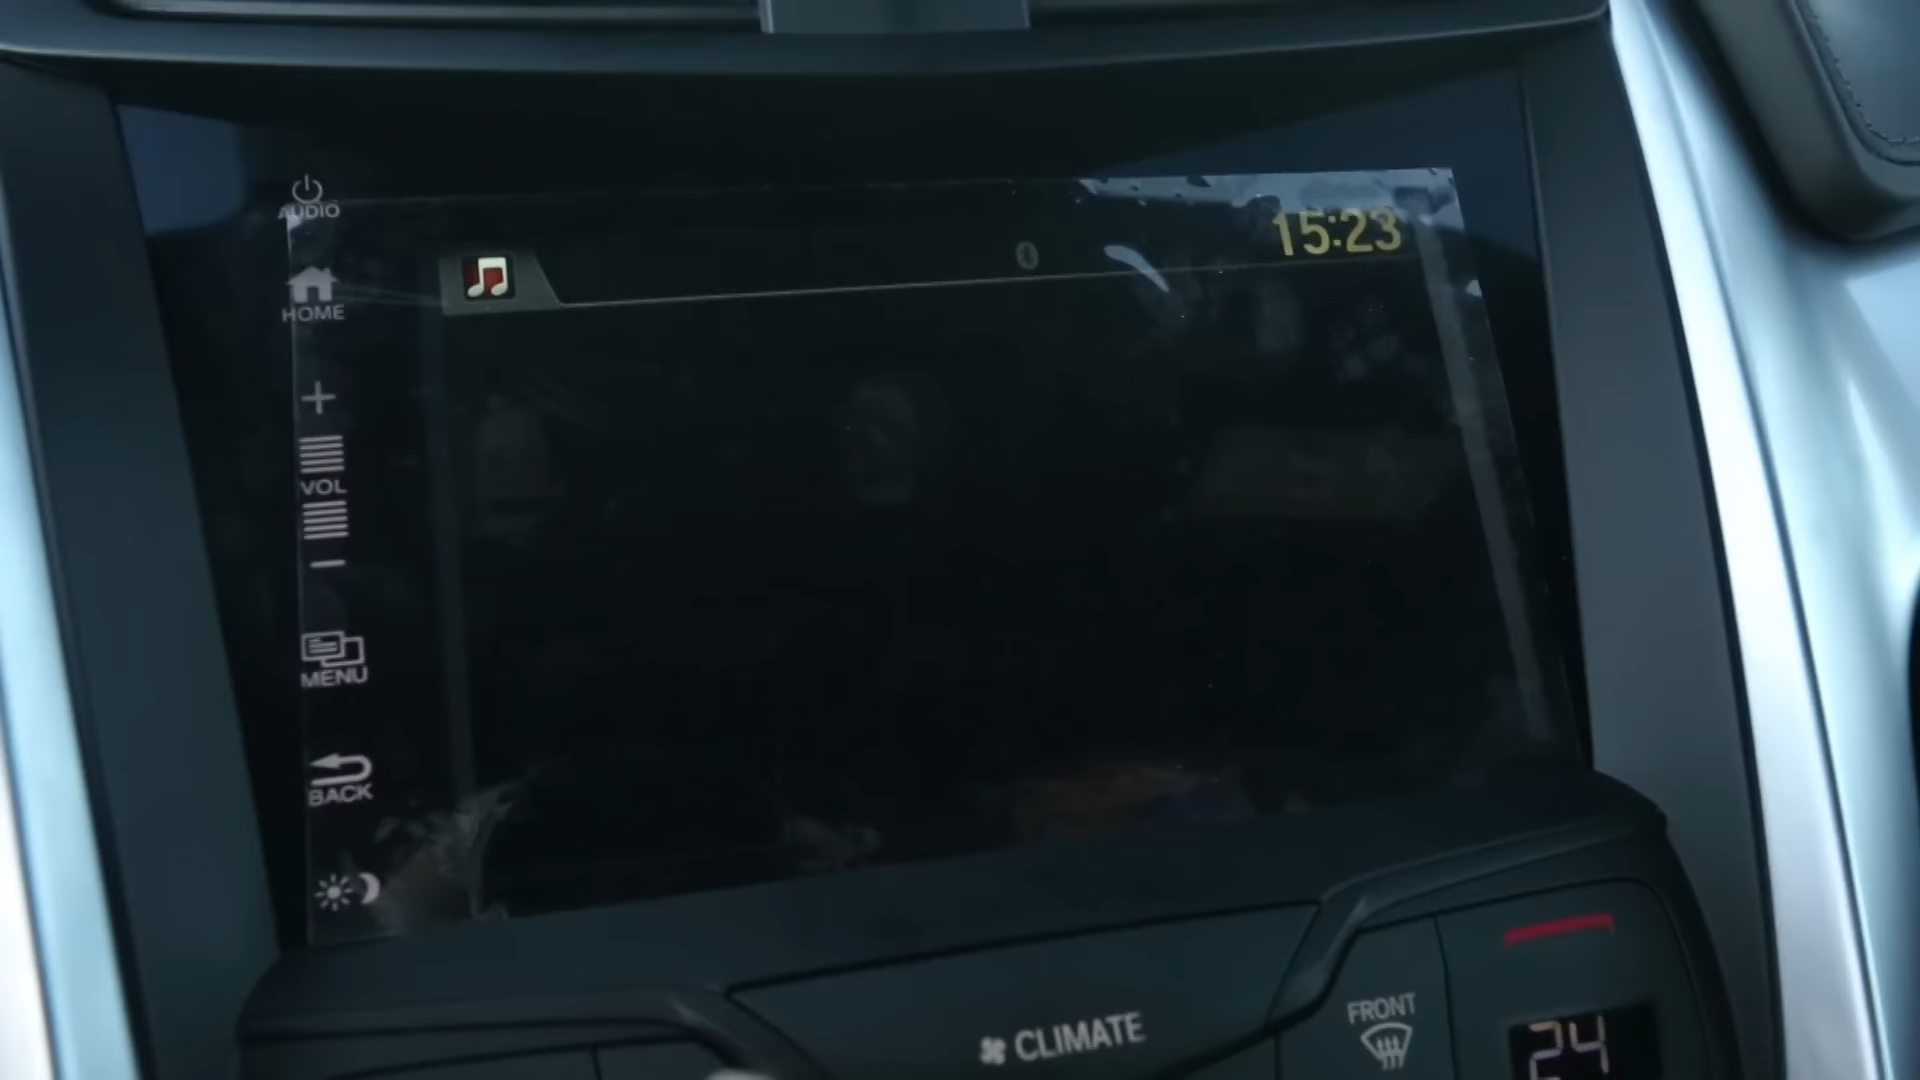 AUDIO
15:23
HOME
+
VOL
−
MENU
BACK
CLIMATE
FRONT
24